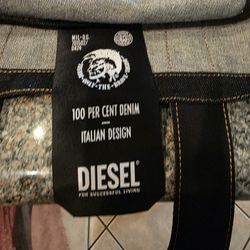 100 PER CENT DENIM
ITALIAN DESIGN
DIESEL
FOR SUCCESSFUL LIVING